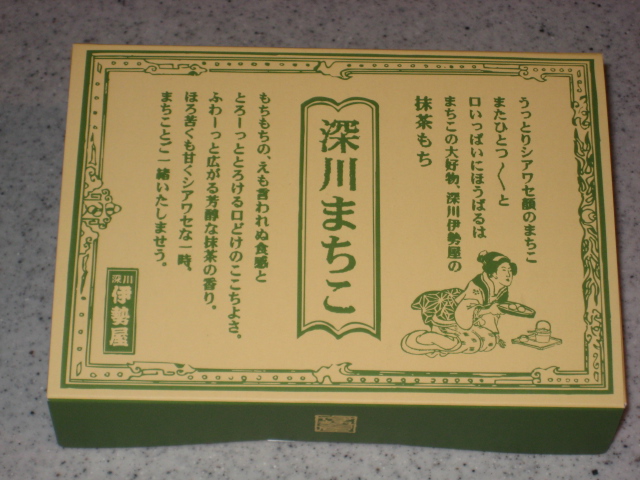 うっとりシアワセ顔のまちこ
またひとつ〳〵と
口いっぱいにほうばるは
まちこの大好物、深川伊勢屋の
抹茶もち
深川まちこ
もちもちの、えも言われぬ食感と
とろーっととろける口どけのここちよさ。
ふわーっと広がる芳醇な抹茶の香り。
ほろ苦くも甘くシアワセな一時、
まちことご一緒いたしませう。
深川
伊勢屋